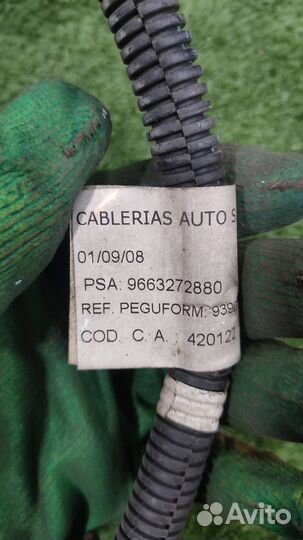 CABLERIAS AUTO S
01/09/08
PSA: 9663272880
REF. PEGUFORM: 939
COD. C. A. : 420122
Avito